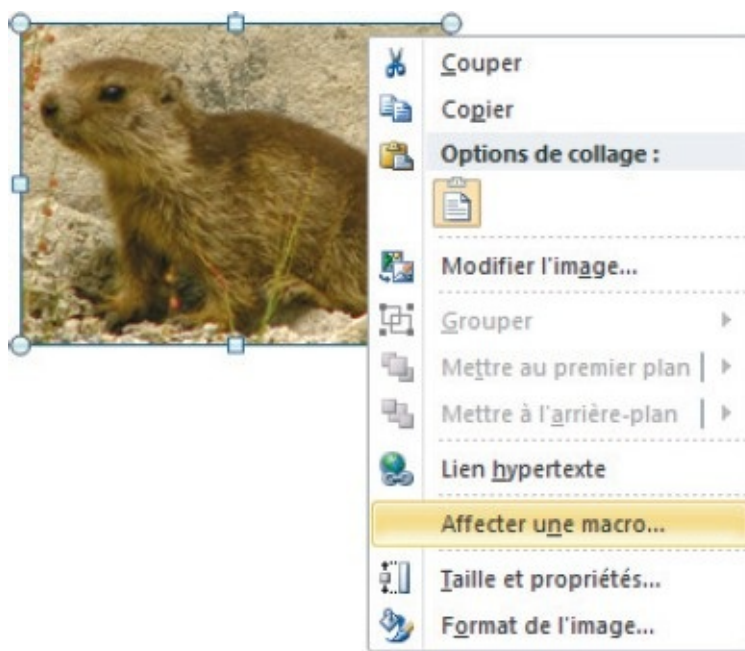 Couper
Copier
Options de collage :
Modifier l'image...
Grouper
Mettre au premier plan
Mettre à l'arrière-plan
Lien hypertexte
Affecter une macro...
Taille et propriétés...
Format de l'image...